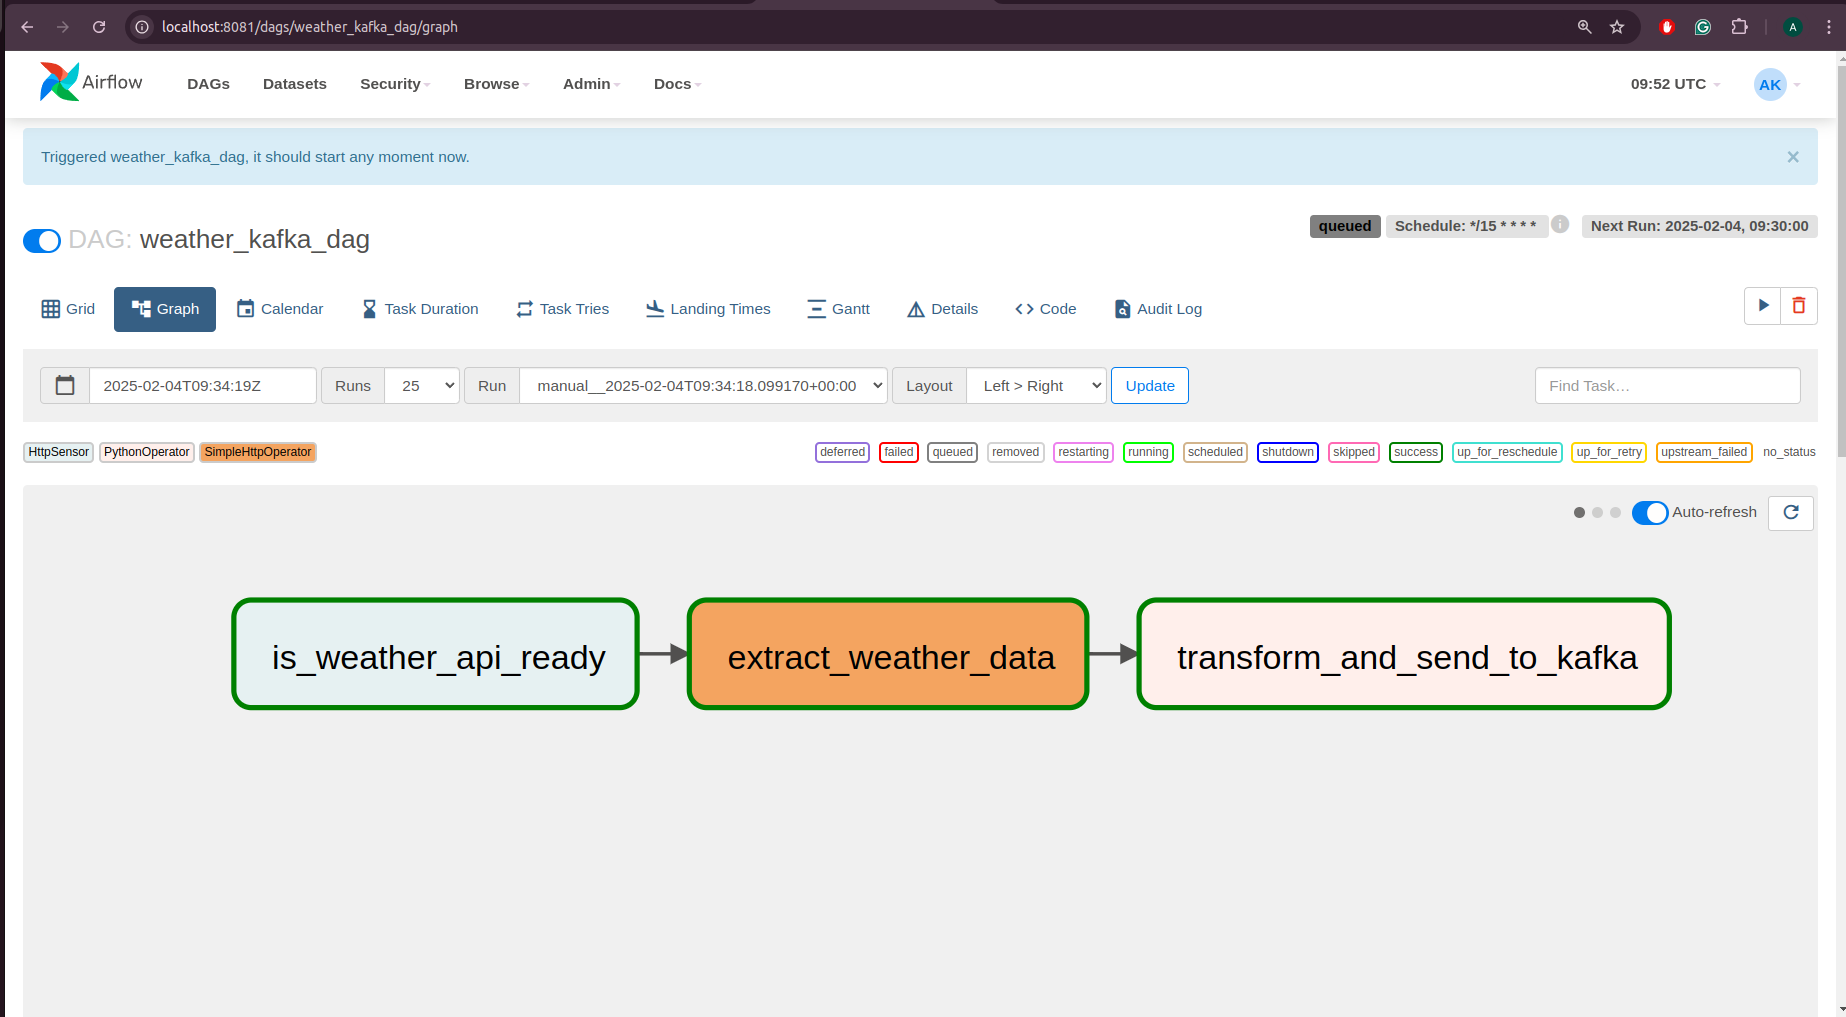 localhost:8081/dags/weather_kafka_dag/graph
A
Airflow
DAGs Datasets Security Browse Admin Docs 09:52 UTC AK
Triggered weather_kafka_dag, it should start any moment now. ×
DAG: weather_kafka_dag queued Schedule: */15 * * * * i Next Run: 2025-02-04, 09:30:00
Grid Graph Calendar Task Duration Task Tries Landing Times Gantt Details Code Audit Log
2025-02-04T09:34:19Z Runs 25 Run manual__2025-02-04T09:34:18.099170+00:00 Layout Left > Right Update Find Task…
HttpSensor PythonOperator SimpleHttpOperator deferred failed queued removed restarting running scheduled shutdown skipped success up_for_reschedule up_for_retry upstream_failed no_status
Auto-refresh
is_weather_api_ready extract_weather_data transform_and_send_to_kafka